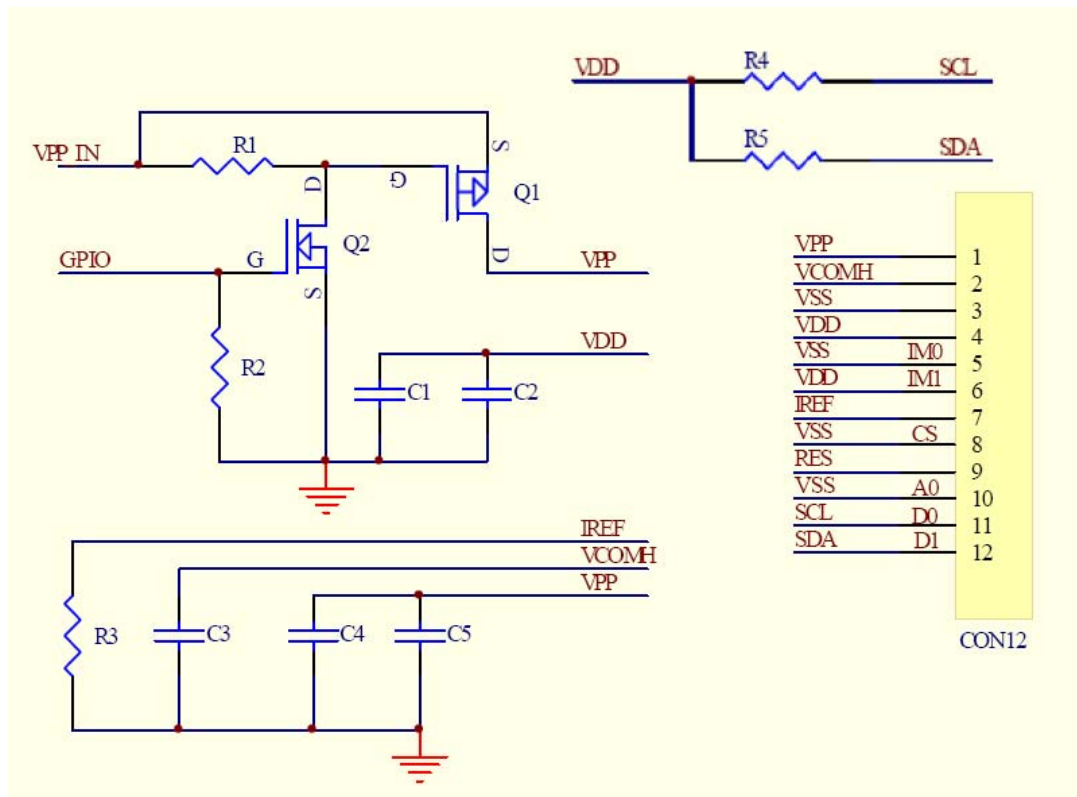 VDD R4 SCL
R5 SDA
VPP IN R1 D G S Q1
D VPP
GPIO G Q2
S
R2
VDD
C1 C2
IREF
VCOMH
VPP
R3 C3 C4 C5
VPP 1
VCOMH 2
VSS 3
VDD 4
VSS IM0 5
VDD IM1 6
IREF 7
VSS CS 8
RES 9
VSS A0 10
SCL D0 11
SDA D1 12
CON12